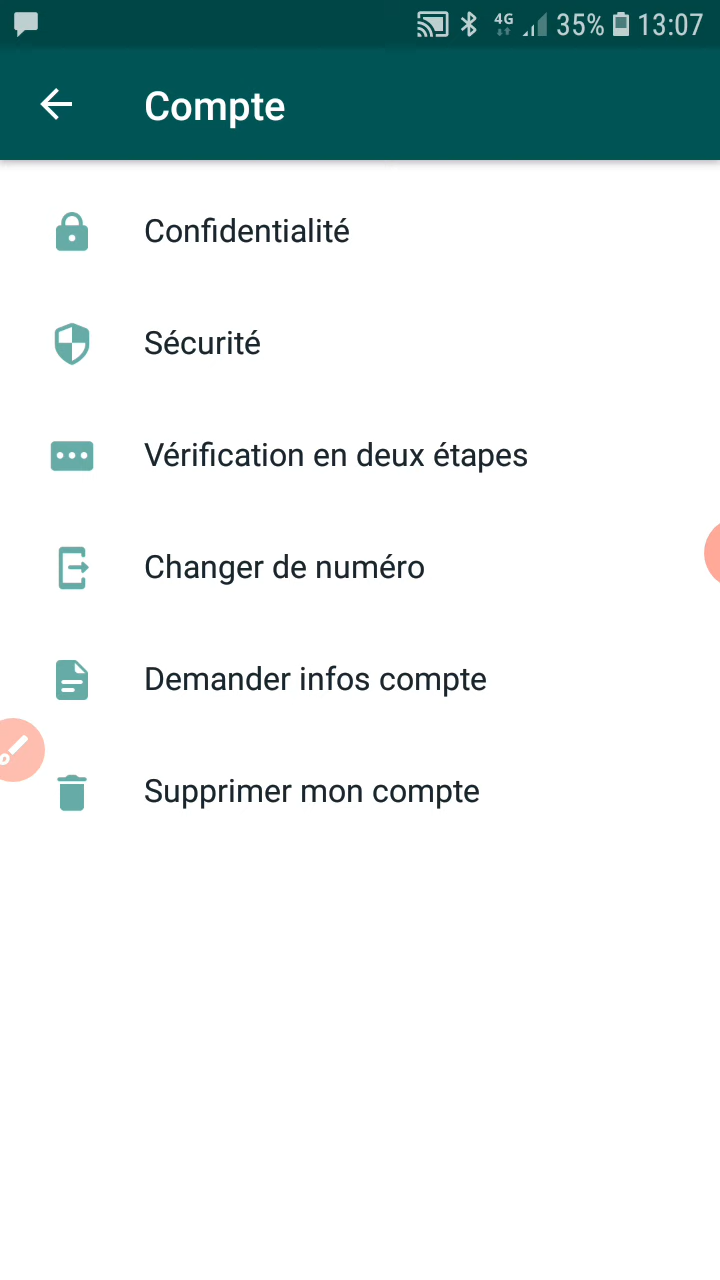 4G 35% 13:07
Compte
Confidentialité
Sécurité
Vérification en deux étapes
Changer de numéro
Demander infos compte
Supprimer mon compte